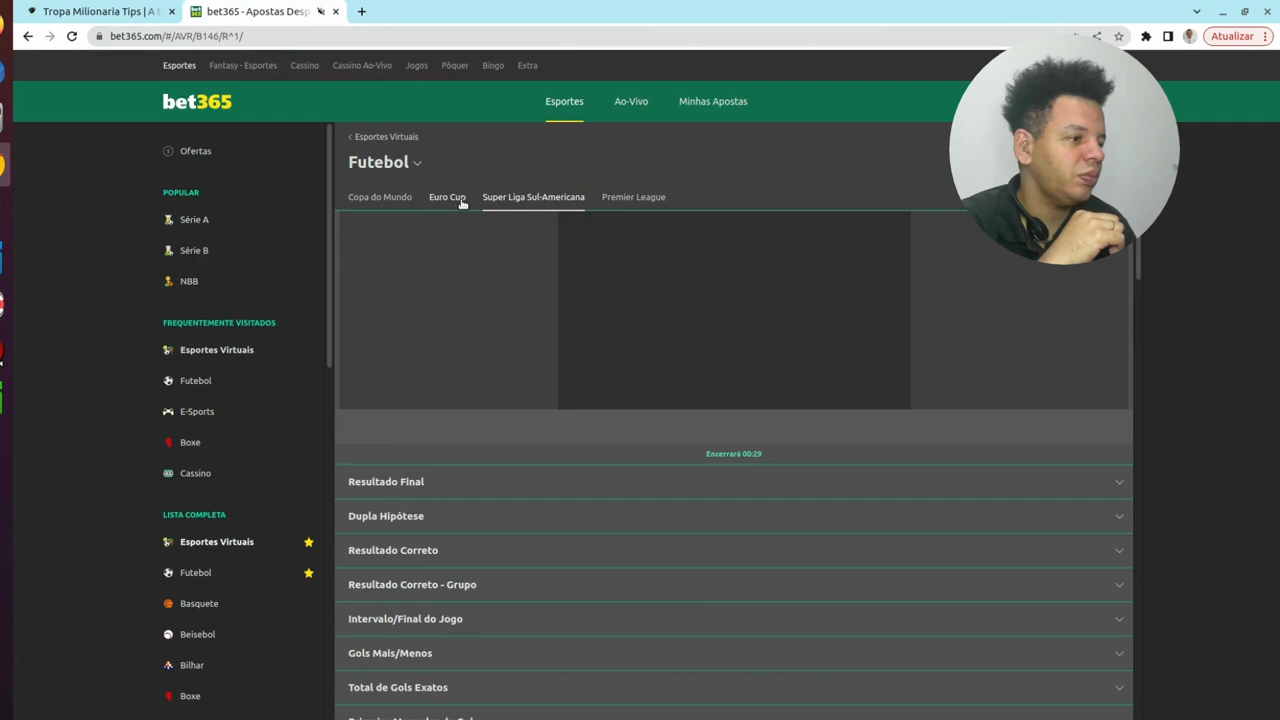 Tropa Milionaria Tips | A t
bet365 - Apostas Desp
bet365.com/#/AVR/B146/R^1/
Atualizar
Esportes Fantasy - Esportes Cassino Cassino Ao-Vivo Jogos Pôquer Bingo Extra
bet365
Esportes Ao-Vivo Minhas Apostas
Ofertas
POPULAR
Série A
Série B
NBB
FREQUENTEMENTE VISITADOS
Esportes Virtuais
Futebol
E-Sports
Boxe
Cassino
LISTA COMPLETA
Esportes Virtuais
Futebol
Basquete
Beisebol
Bilhar
Boxe
Esportes Virtuais
Futebol
Copa do Mundo Euro Cup Super Liga Sul-Americana Premier League
Encerrará 00:29
Resultado Final
Dupla Hipótese
Resultado Correto
Resultado Correto - Grupo
Intervalo/Final do Jogo
Gols Mais/Menos
Total de Gols Exatos